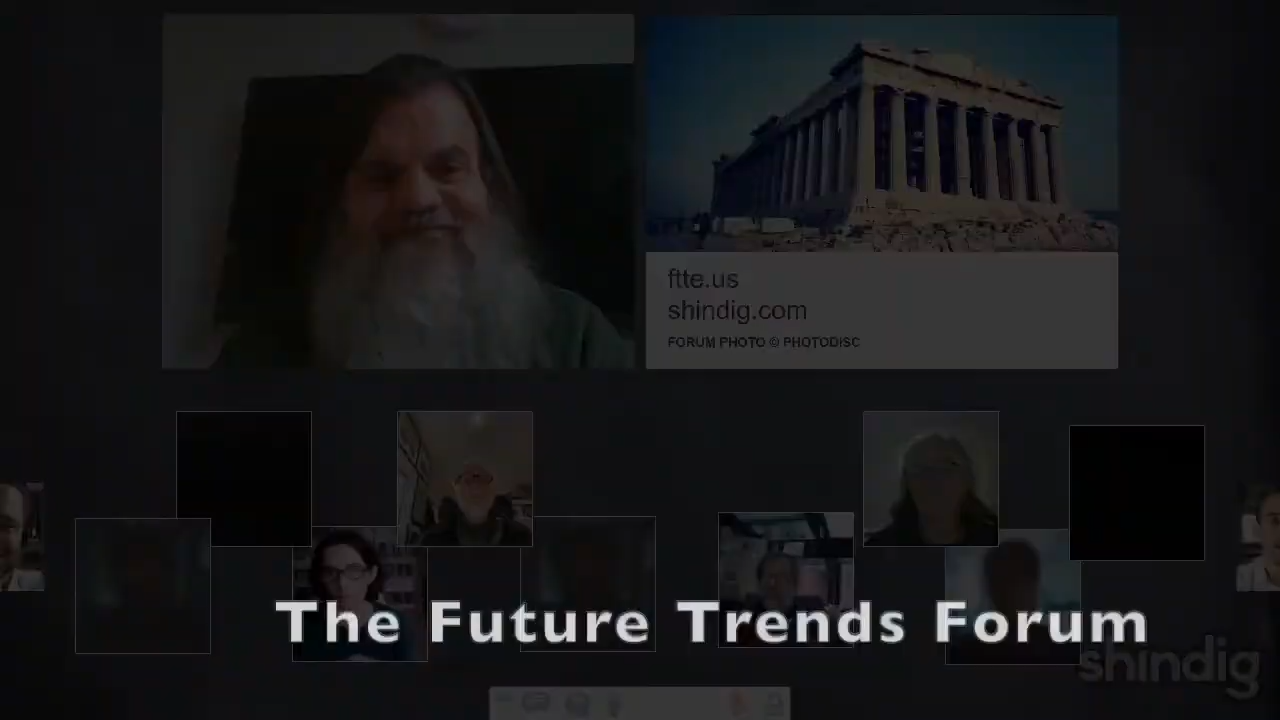 ftte.us
shindig.com
FORUM PHOTO © PHOTODISC
The Future Trends Forum
shindig